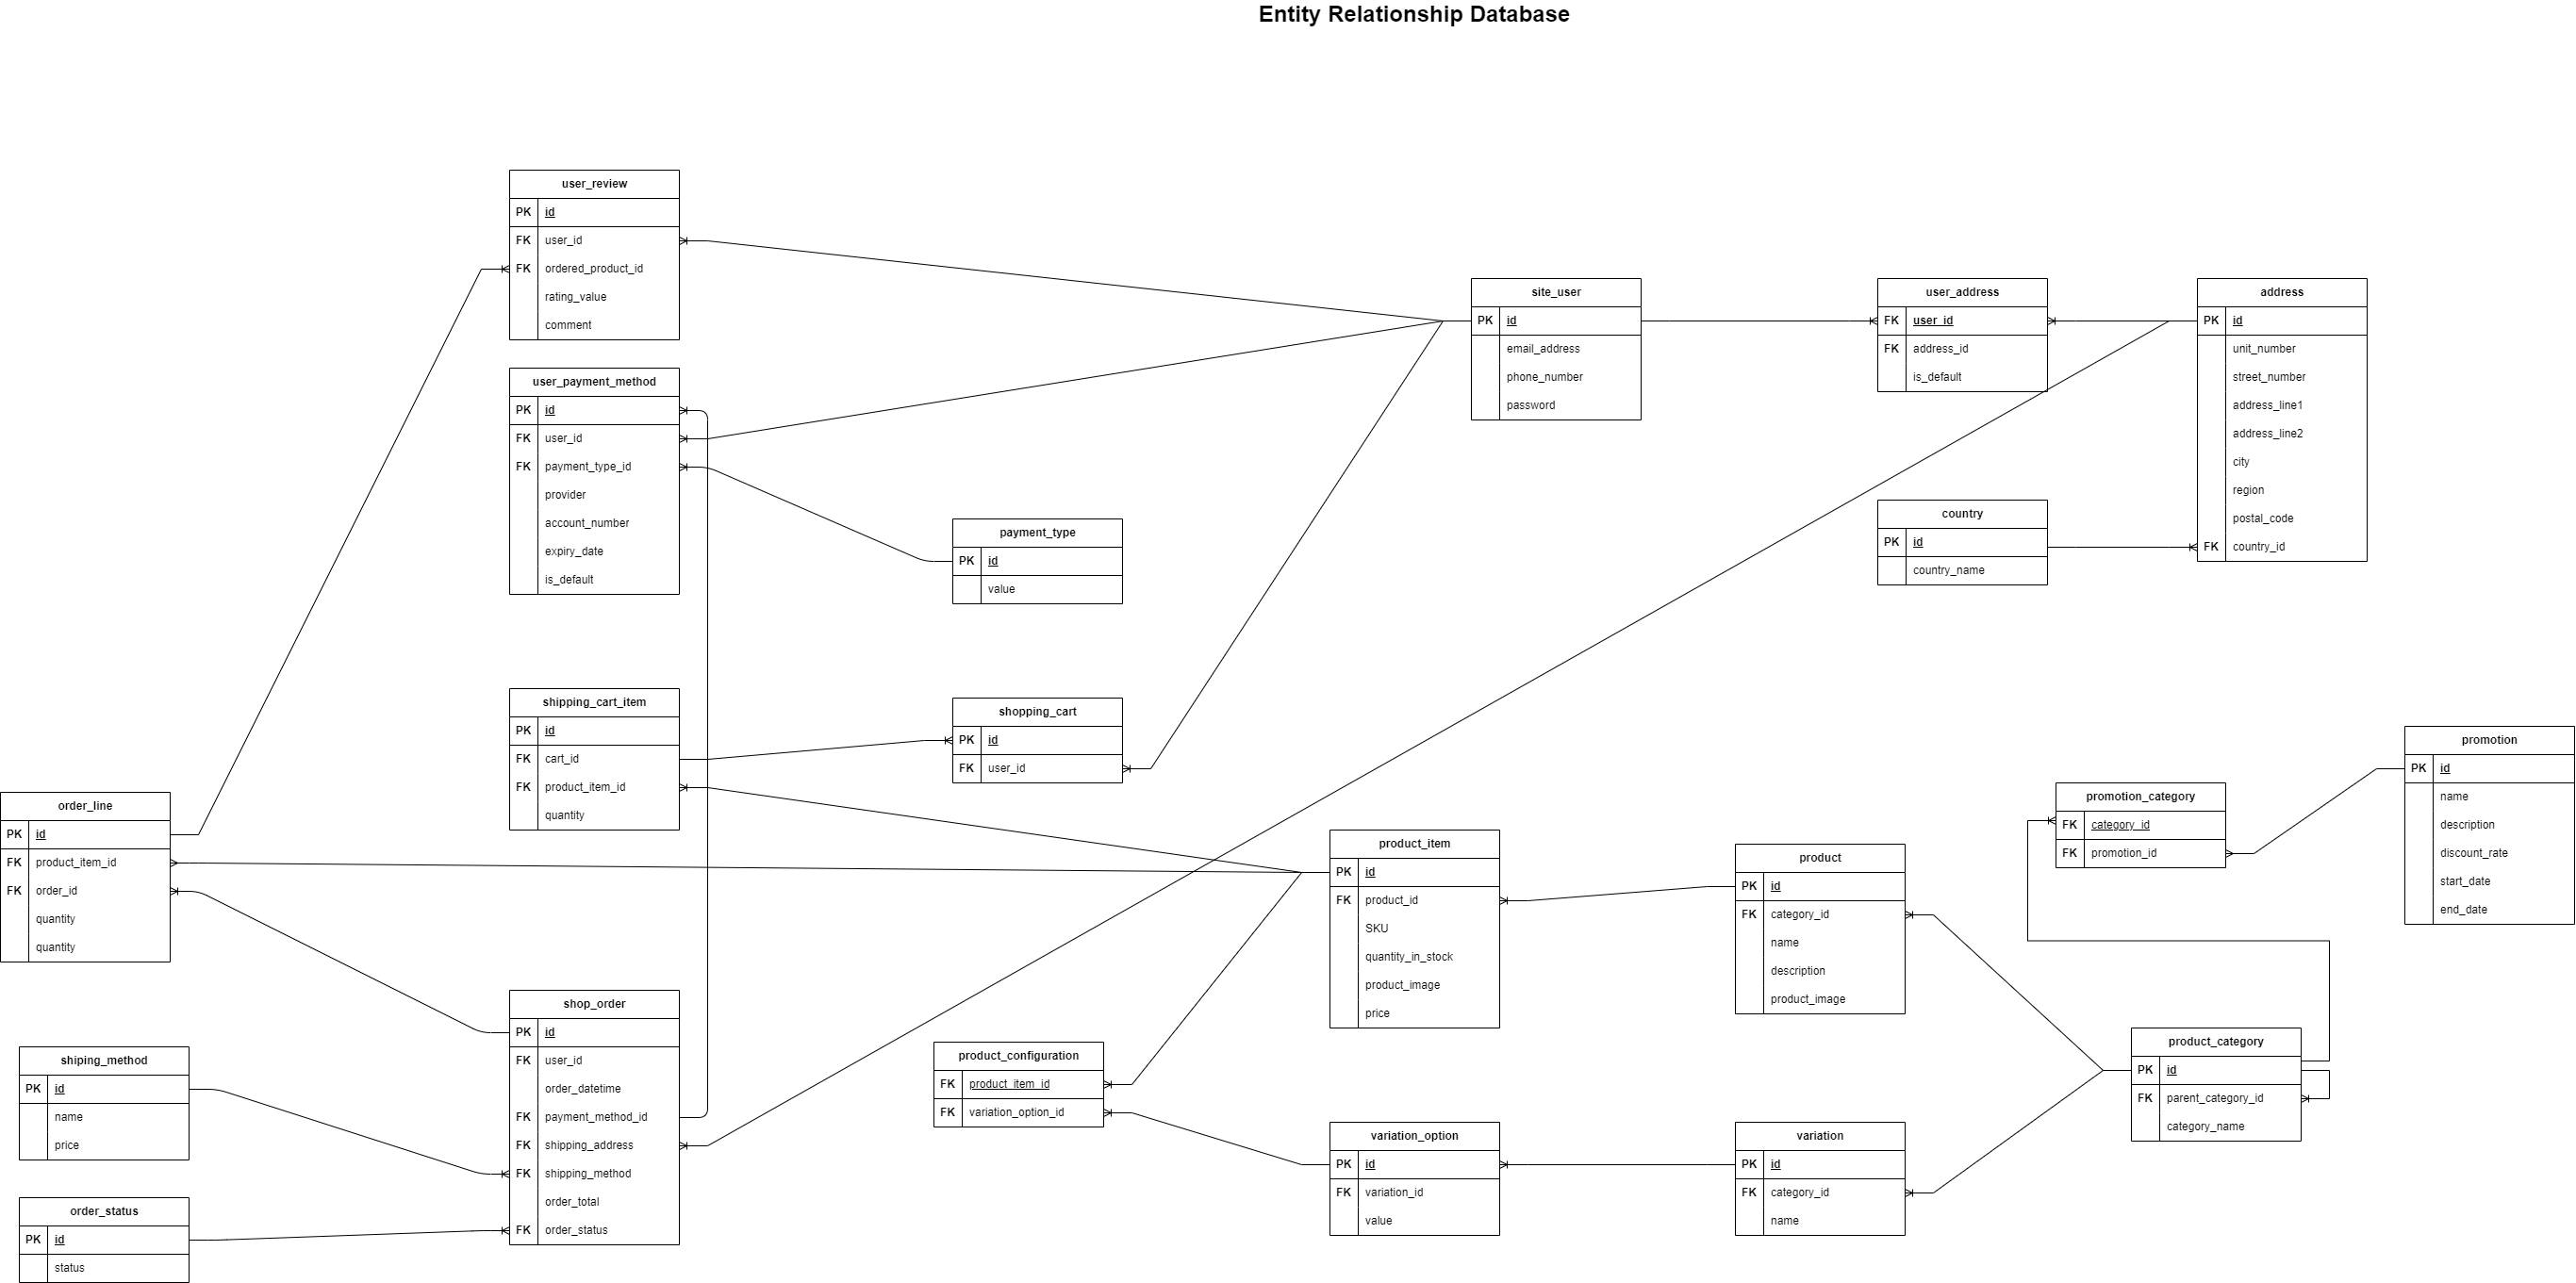 Entity Relationship Database
user_review
PK id
FK user_id
FK ordered_product_id
rating_value
comment
user_payment_method
PK id
FK user_id
FK payment_type_id
provider
account_number
expiry_date
is_default
site_user
PK id
email_address
phone_number
password
user_address
FK user_id
FK address_id
is_default
address
PK id
unit_number
street_number
address_line1
address_line2
city
region
postal_code
FK country_id
country
PK id
country_name
payment_type
PK id
value
shipping_cart_item
PK id
FK cart_id
FK product_item_id
quantity
shopping_cart
PK id
FK user_id
order_line
PK id
FK product_item_id
FK order_id
quantity
quantity
product_item
PK id
FK product_id
SKU
quantity_in_stock
product_image
price
product
PK id
FK category_id
name
description
product_image
promotion_category
FK category_id
FK promotion_id
promotion
PK id
name
description
discount_rate
start_date
end_date
shop_order
PK id
FK user_id
order_datetime
FK payment_method_id
FK shipping_address
FK shipping_method
order_total
FK order_status
shiping_method
PK id
name
price
order_status
PK id
status
product_configuration
FK product_item_id
FK variation_option_id
variation_option
PK id
FK variation_id
value
variation
PK id
FK category_id
name
product_category
PK id
FK parent_category_id
category_name